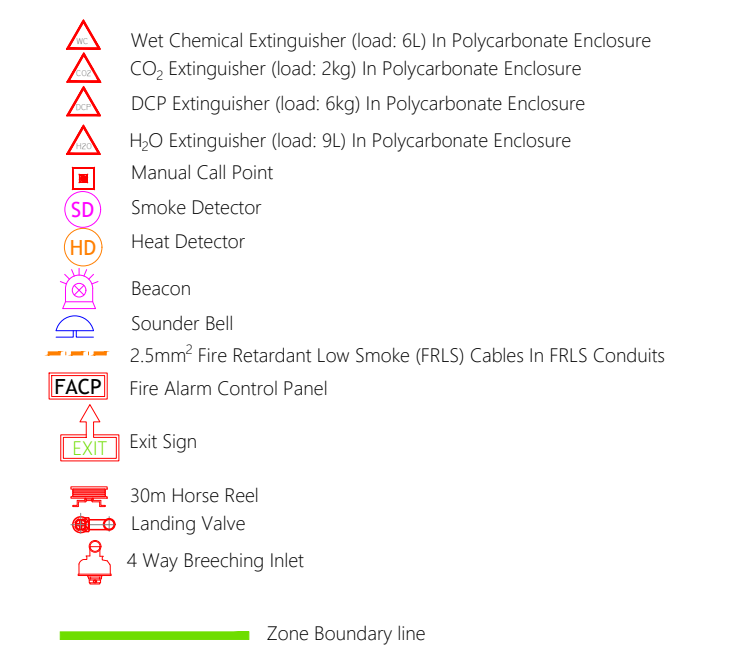 WC Wet Chemical Extinguisher (load: 6L) In Polycarbonate Enclosure
CO2 CO₂ Extinguisher (load: 2kg) In Polycarbonate Enclosure
DCP DCP Extinguisher (load: 6kg) In Polycarbonate Enclosure
H2O H₂O Extinguisher (load: 9L) In Polycarbonate Enclosure
Manual Call Point
SD Smoke Detector
HD Heat Detector
Beacon
Sounder Bell
2.5mm² Fire Retardant Low Smoke (FRLS) Cables In FRLS Conduits
FACP Fire Alarm Control Panel
EXIT Exit Sign
30m Horse Reel
Landing Valve
4 Way Breeching Inlet
Zone Boundary line